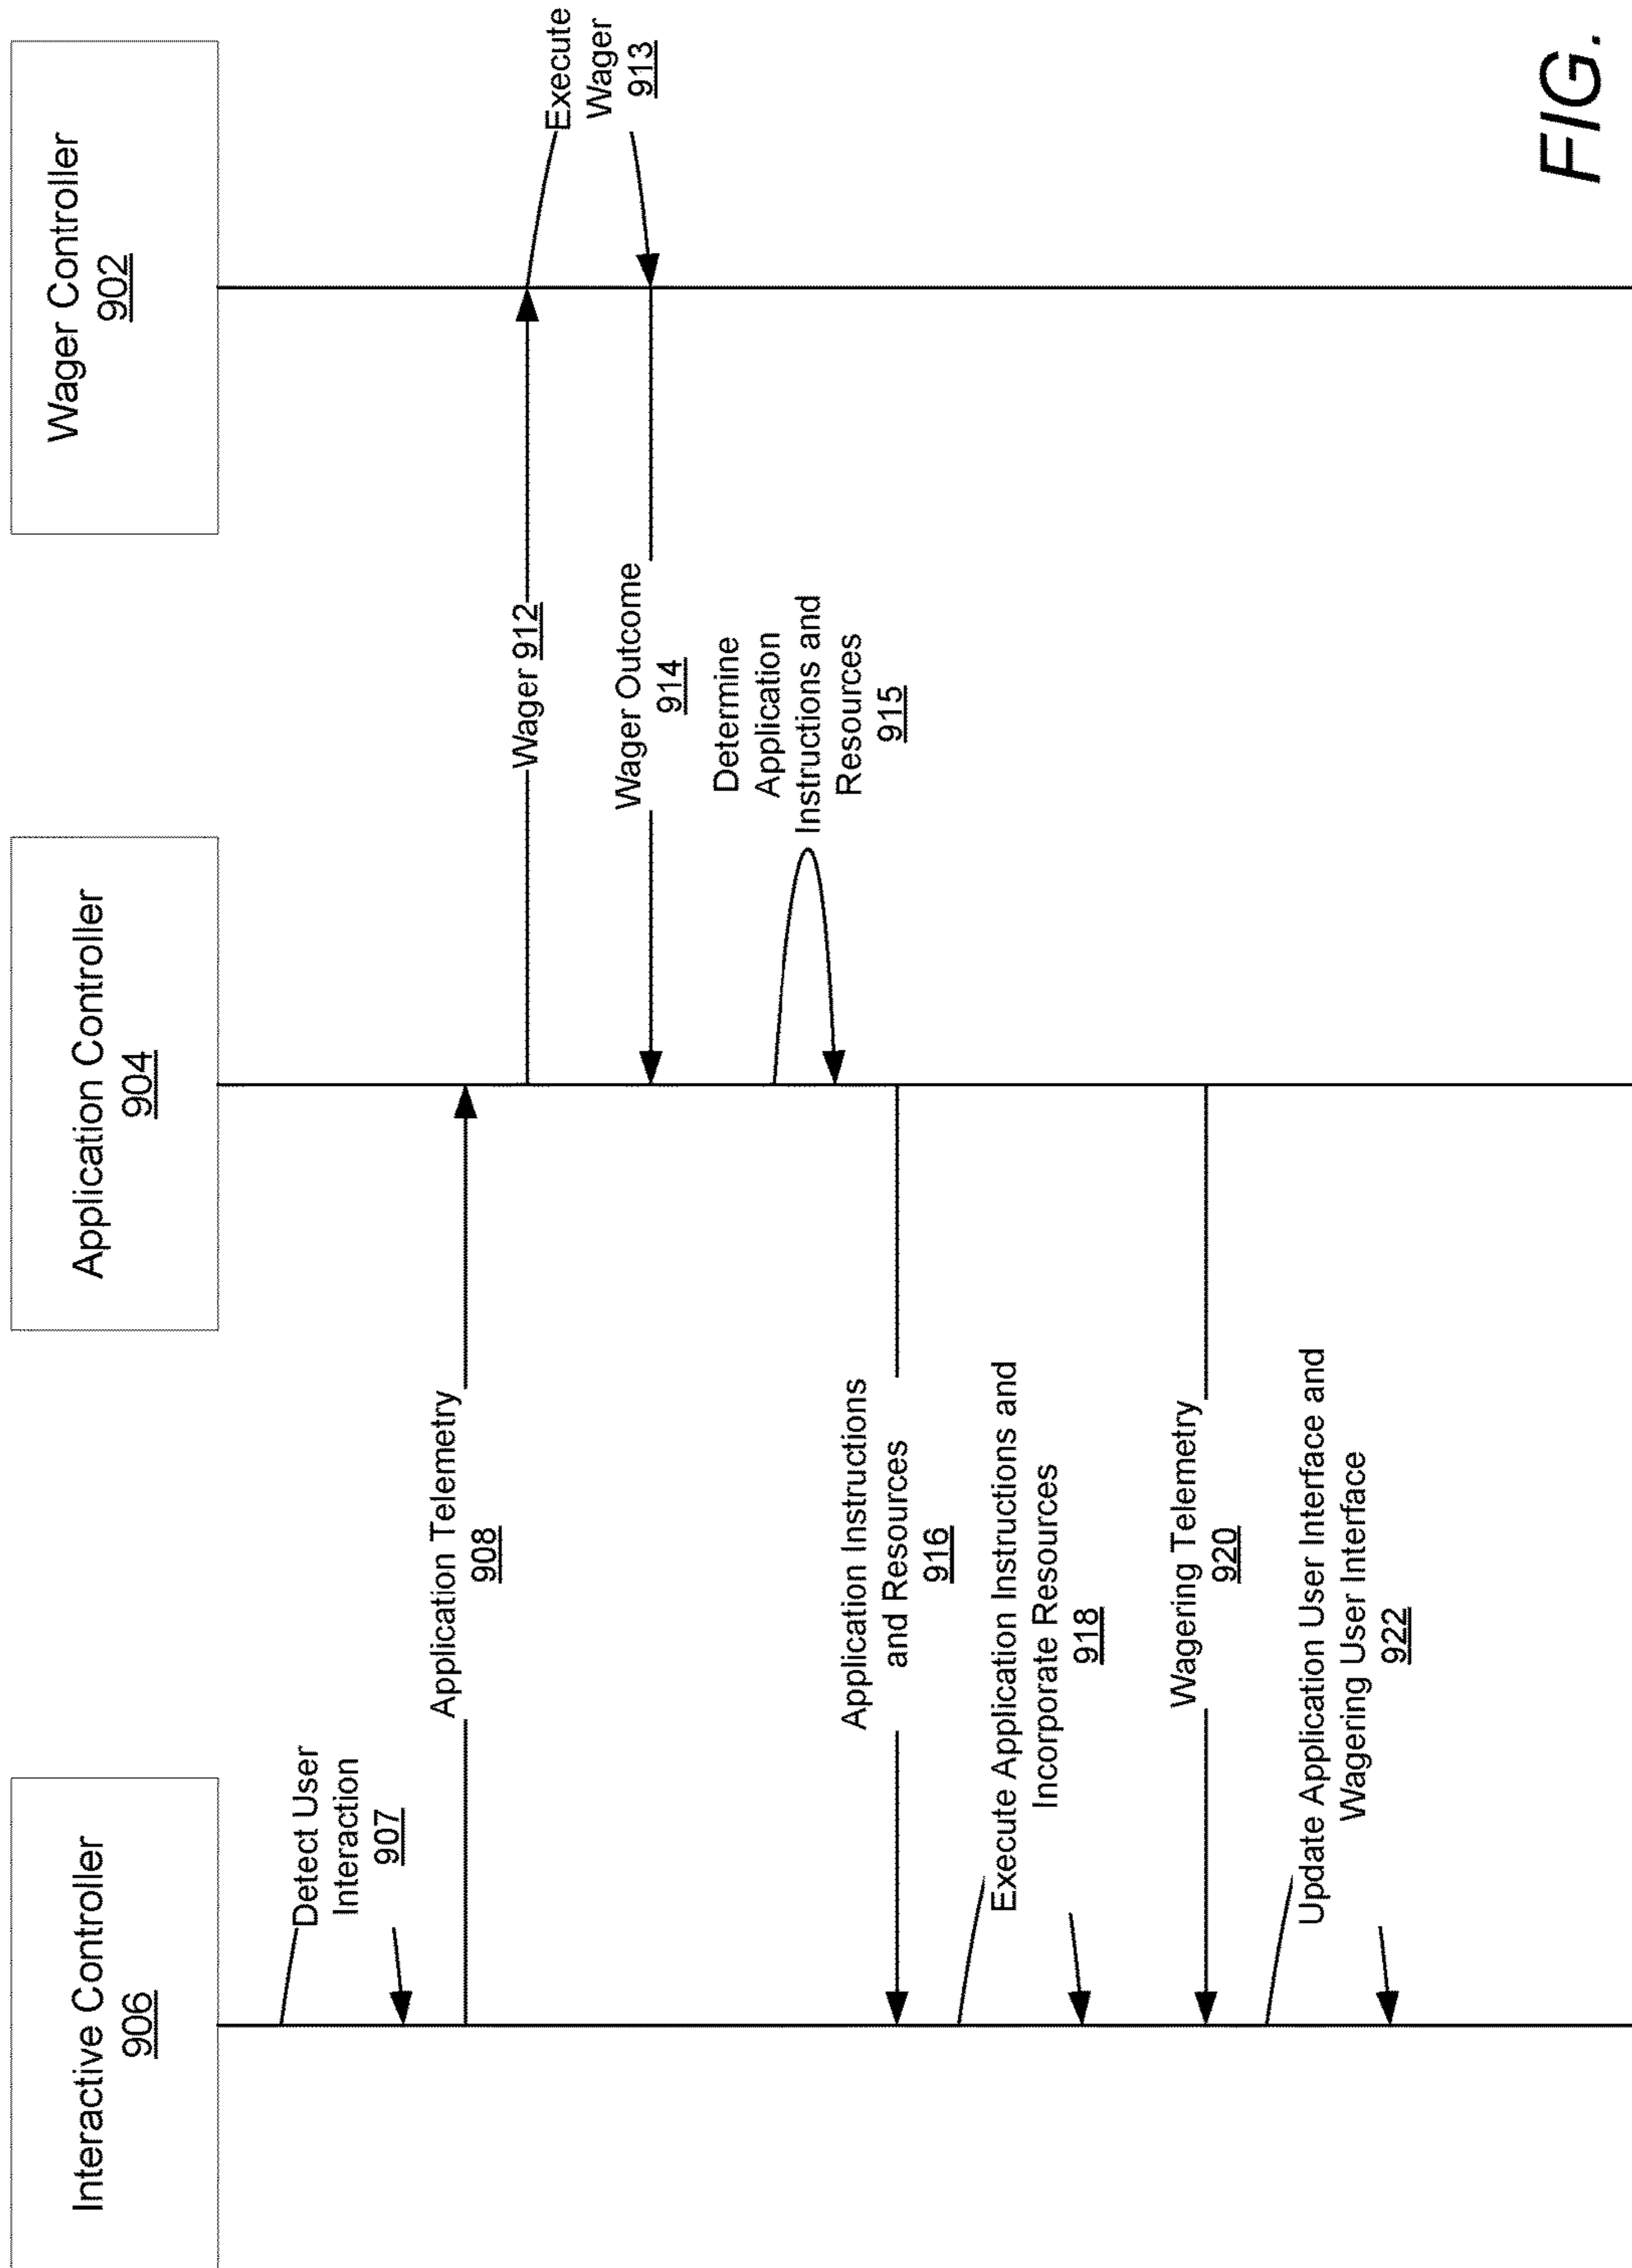 Interactive Controller
906
Application Controller
904
Wager Controller
902
Detect User
Interaction
907
Application Telemetry
908
Wager 912
Execute
Wager
913
Wager Outcome
914
Determine
Application
Instructions and
Resources
915
Application Instructions
and Resources
916
Execute Application Instructions and
Incorporate Resources
918
Wagering Telemetry
920
Update Application User Interface and
Wagering User Interface
922
FIG.